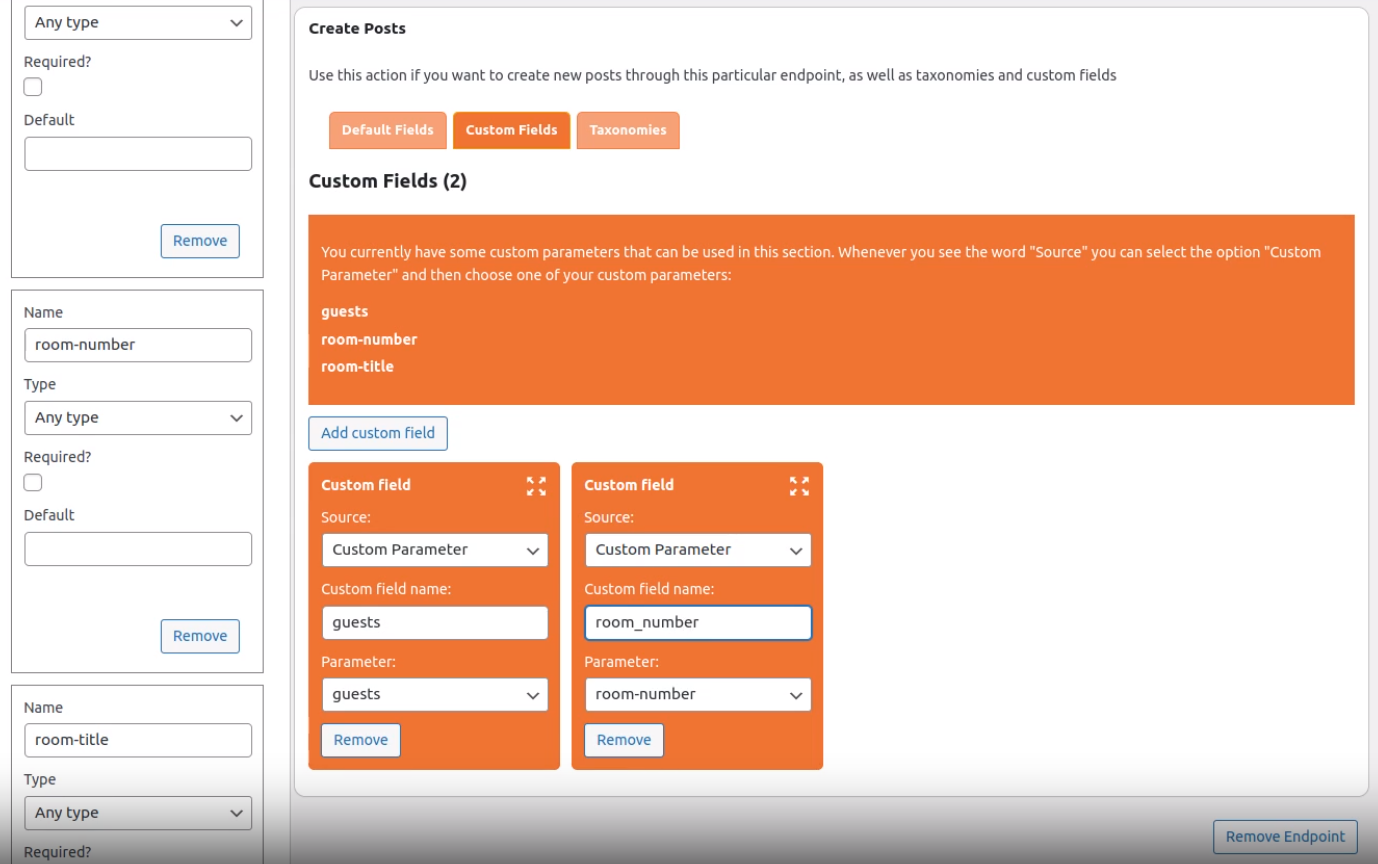 Any type
Required?
Default
Remove
Name
room-number
Type
Any type
Required?
Default
Remove
Name
room-title
Type
Any type
Required?
Create Posts
Use this action if you want to create new posts through this particular endpoint, as well as taxonomies and custom fields
Default Fields Custom Fields Taxonomies
Custom Fields (2)
You currently have some custom parameters that can be used in this section. Whenever you see the word "Source" you can select the option "Custom
Parameter" and then choose one of your custom parameters:
guests
room-number
room-title
Add custom field
Custom field
Source:
Custom Parameter
Custom field name:
guests
Parameter:
guests
Remove
Custom field
Source:
Custom Parameter
Custom field name:
room_number
Parameter:
room-number
Remove
Remove Endpoint